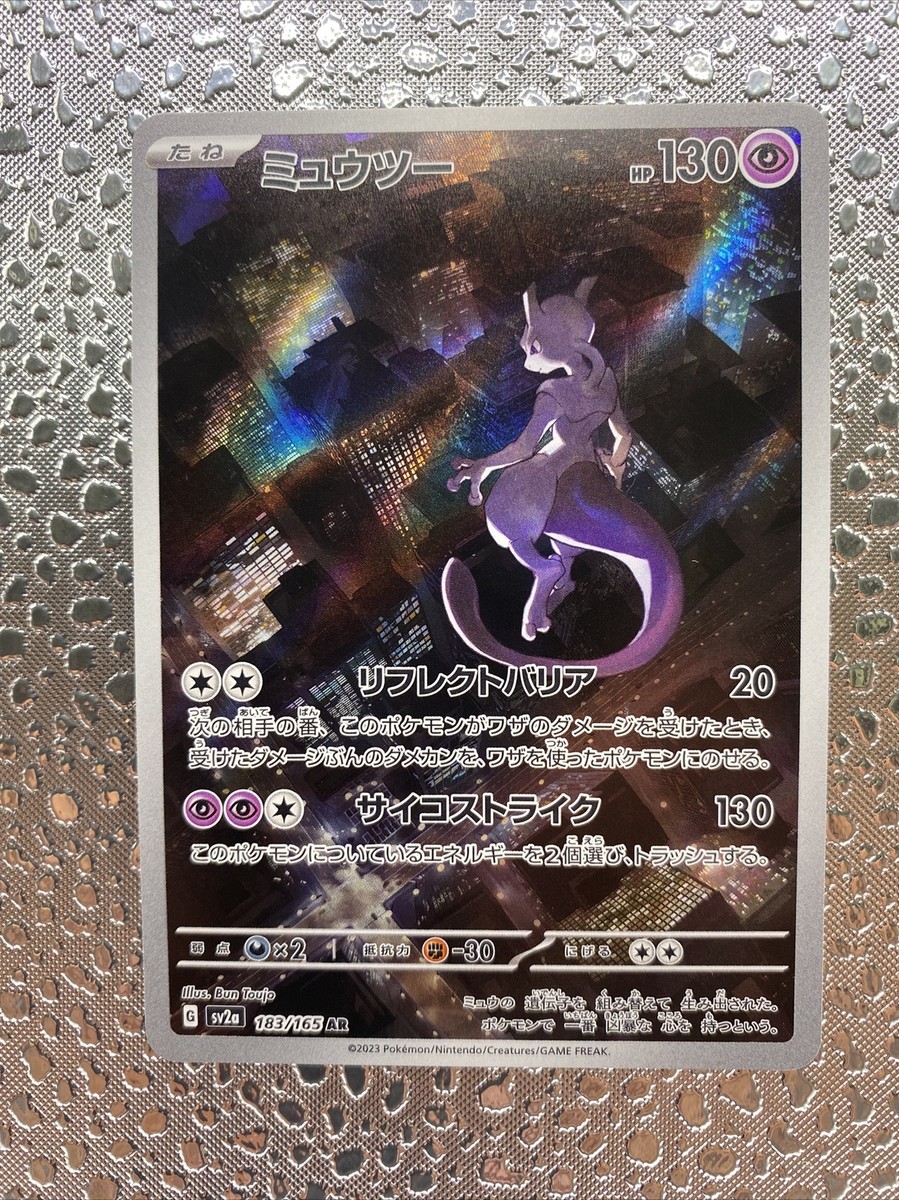 たね ミュウツー HP 130
リフレクトバリア 20
次の相手の番、このポケモンがワザのダメージを受けたとき、
受けたダメージぶんのダメカンを、ワザを使ったポケモンにのせる。
サイコストライク 130
このポケモンについているエネルギーを2個選び、トラッシュする。
弱点 ×2 抵抗力 -30 にげる
Illus. Bun Toujo
ミュウの 遺伝子を 組み替えて 生み出された。
ポケモンで 一番 凶暴な 心を 持つという。
G sv2a 183/165 AR
©2023 Pokémon/Nintendo/Creatures/GAME FREAK.